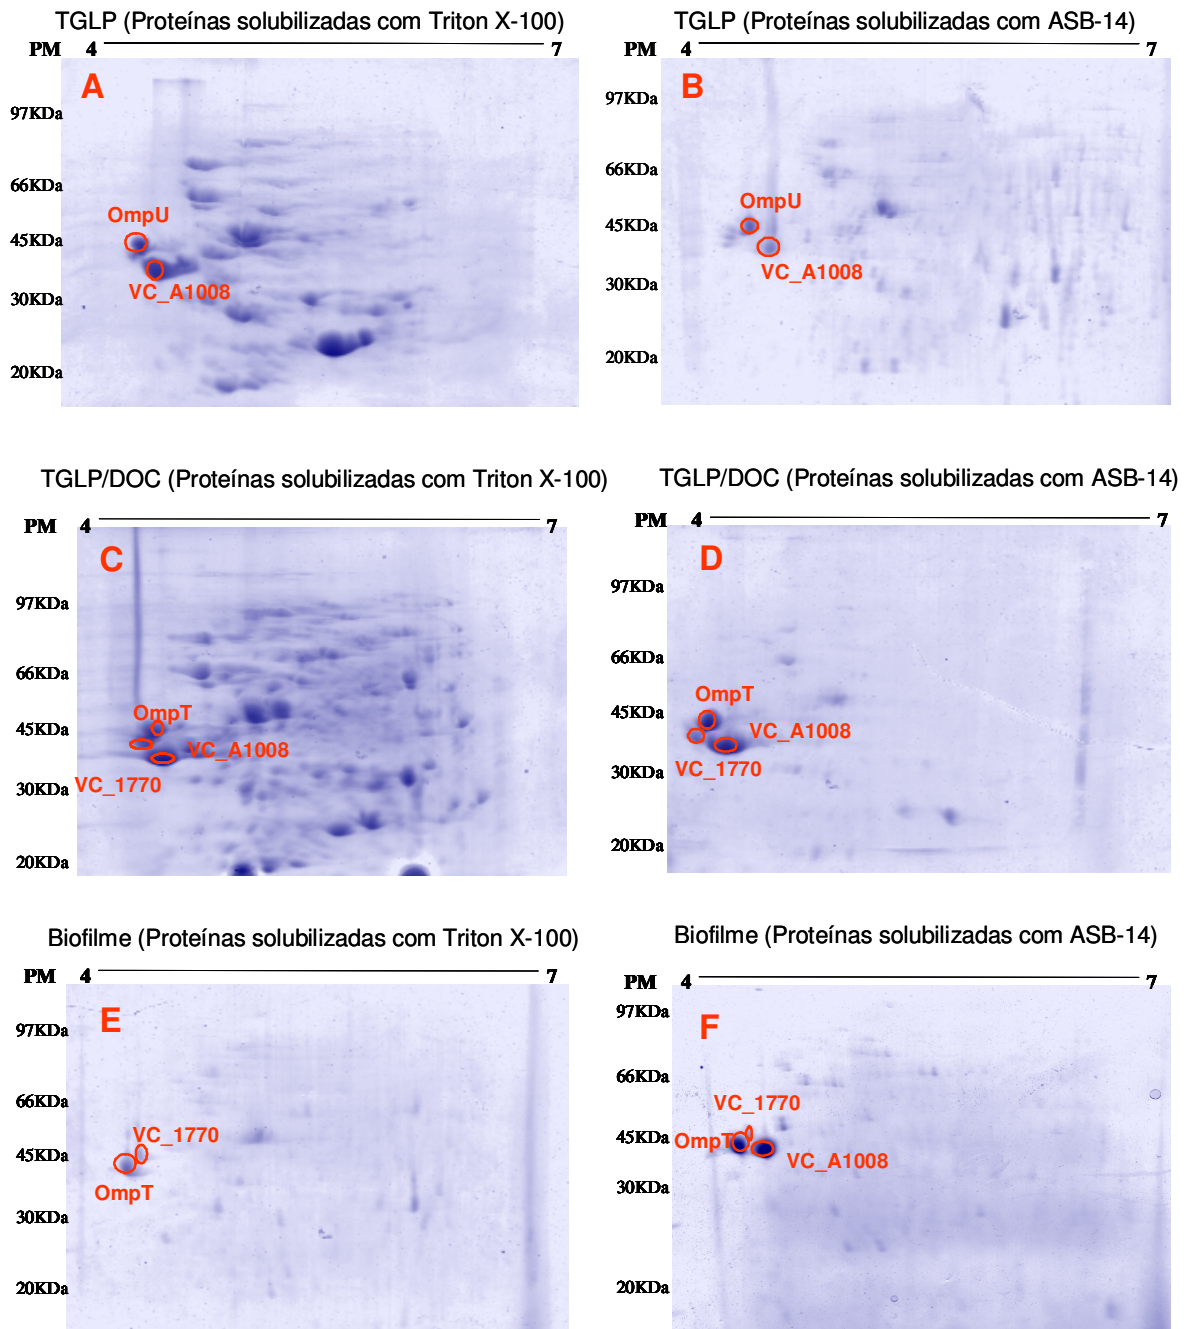 TGLP (Proteínas solubilizadas com Triton X-100)
PM 4 7
A
97KDa
66KDa
OmpU
45KDa
VC_A1008
30KDa
20KDa
TGLP (Proteínas solubilizadas com ASB-14)
PM 4 7
B
97KDa
66KDa
OmpU
45KDa
VC_A1008
30KDa
20KDa
TGLP/DOC (Proteínas solubilizadas com Triton X-100)
PM 4 7
C
97KDa
66KDa
OmpT
45KDa
VC_A1008
VC_1770
30KDa
20KDa
TGLP/DOC (Proteínas solubilizadas com ASB-14)
PM 4 7
D
97KDa
66KDa
OmpT
45KDa
VC_A1008
VC_1770
30KDa
20KDa
Biofilme (Proteínas solubilizadas com Triton X-100)
PM 4 7
E
97KDa
66KDa
VC_1770
45KDa
OmpT
30KDa
20KDa
Biofilme (Proteínas solubilizadas com ASB-14)
PM 4 7
97KDa
F
66KDa
VC_1770
45KDa
OmpT
VC_A1008
30KDa
20KDa